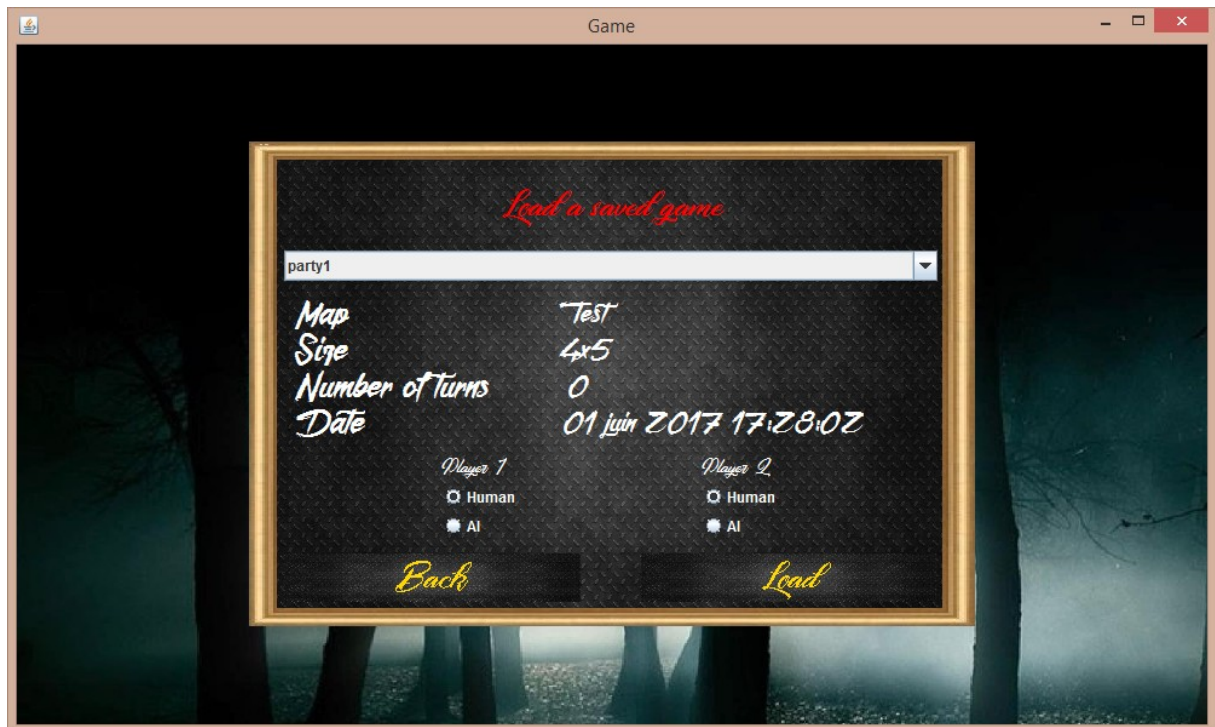 Game
Load a saved game
party1
Map Test
Size 4x5
Number of Turns 0
Date 01 juin 2017 17:28:02
Player 1 Player 2
Human Human
AI AI
Back Load